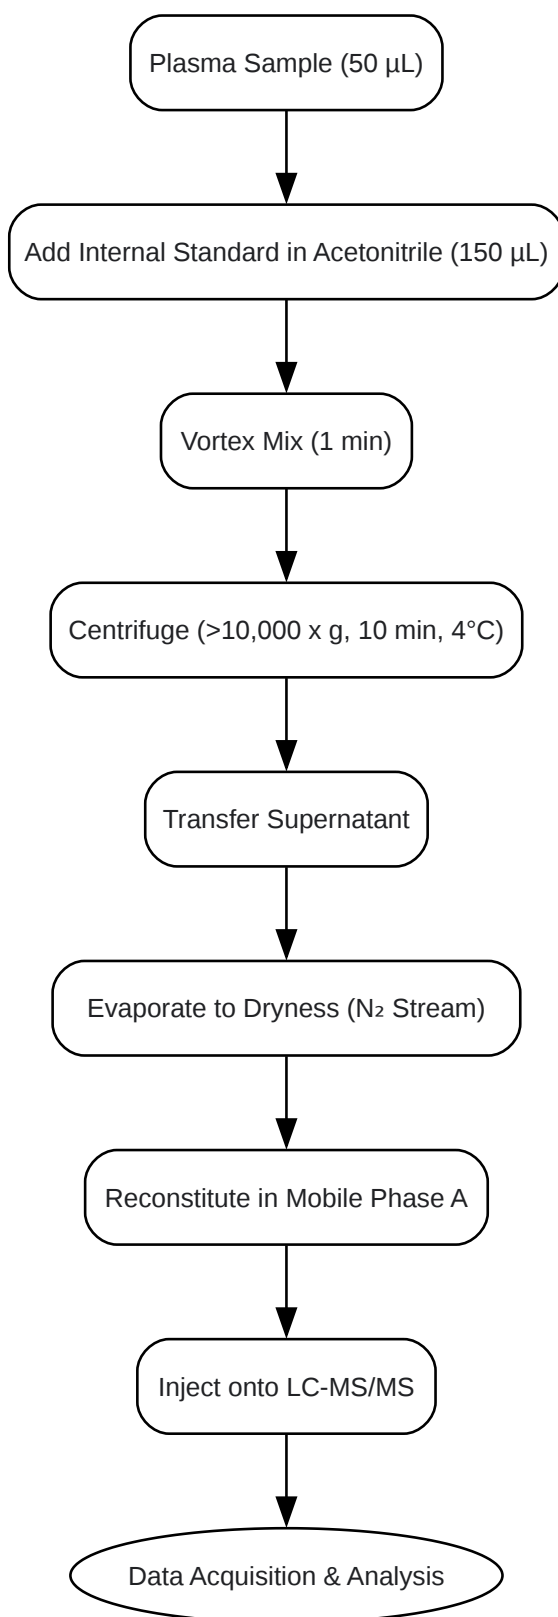 Plasma Sample (50 µL)
Add Internal Standard in Acetonitrile (150 µL)
Vortex Mix (1 min)
Centrifuge (>10,000 x g, 10 min, 4°C)
Transfer Supernatant
Evaporate to Dryness (N₂ Stream)
Reconstitute in Mobile Phase A
Inject onto LC-MS/MS
Data Acquisition & Analysis